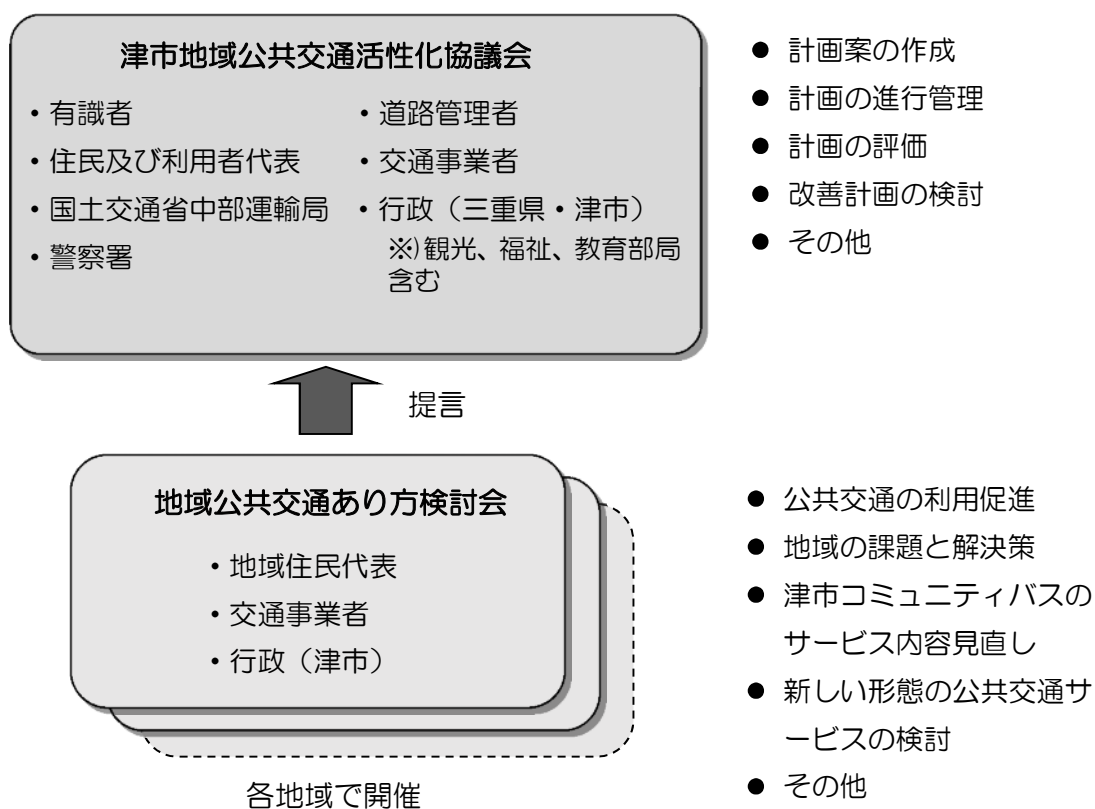 津市地域公共交通活性化協議会
・有識者
・住民及び利用者代表
・国土交通省中部運輸局
・警察署
・道路管理者
・交通事業者
・行政（三重県・津市）
※)観光、福祉、教育部局
含む
● 計画案の作成
● 計画の進行管理
● 計画の評価
● 改善計画の検討
● その他
提言
地域公共交通あり方検討会
・地域住民代表
・交通事業者
・行政（津市）
各地域で開催
● 公共交通の利用促進
● 地域の課題と解決策
● 津市コミュニティバスの
サービス内容見直し
● 新しい形態の公共交通サ
ービスの検討
● その他